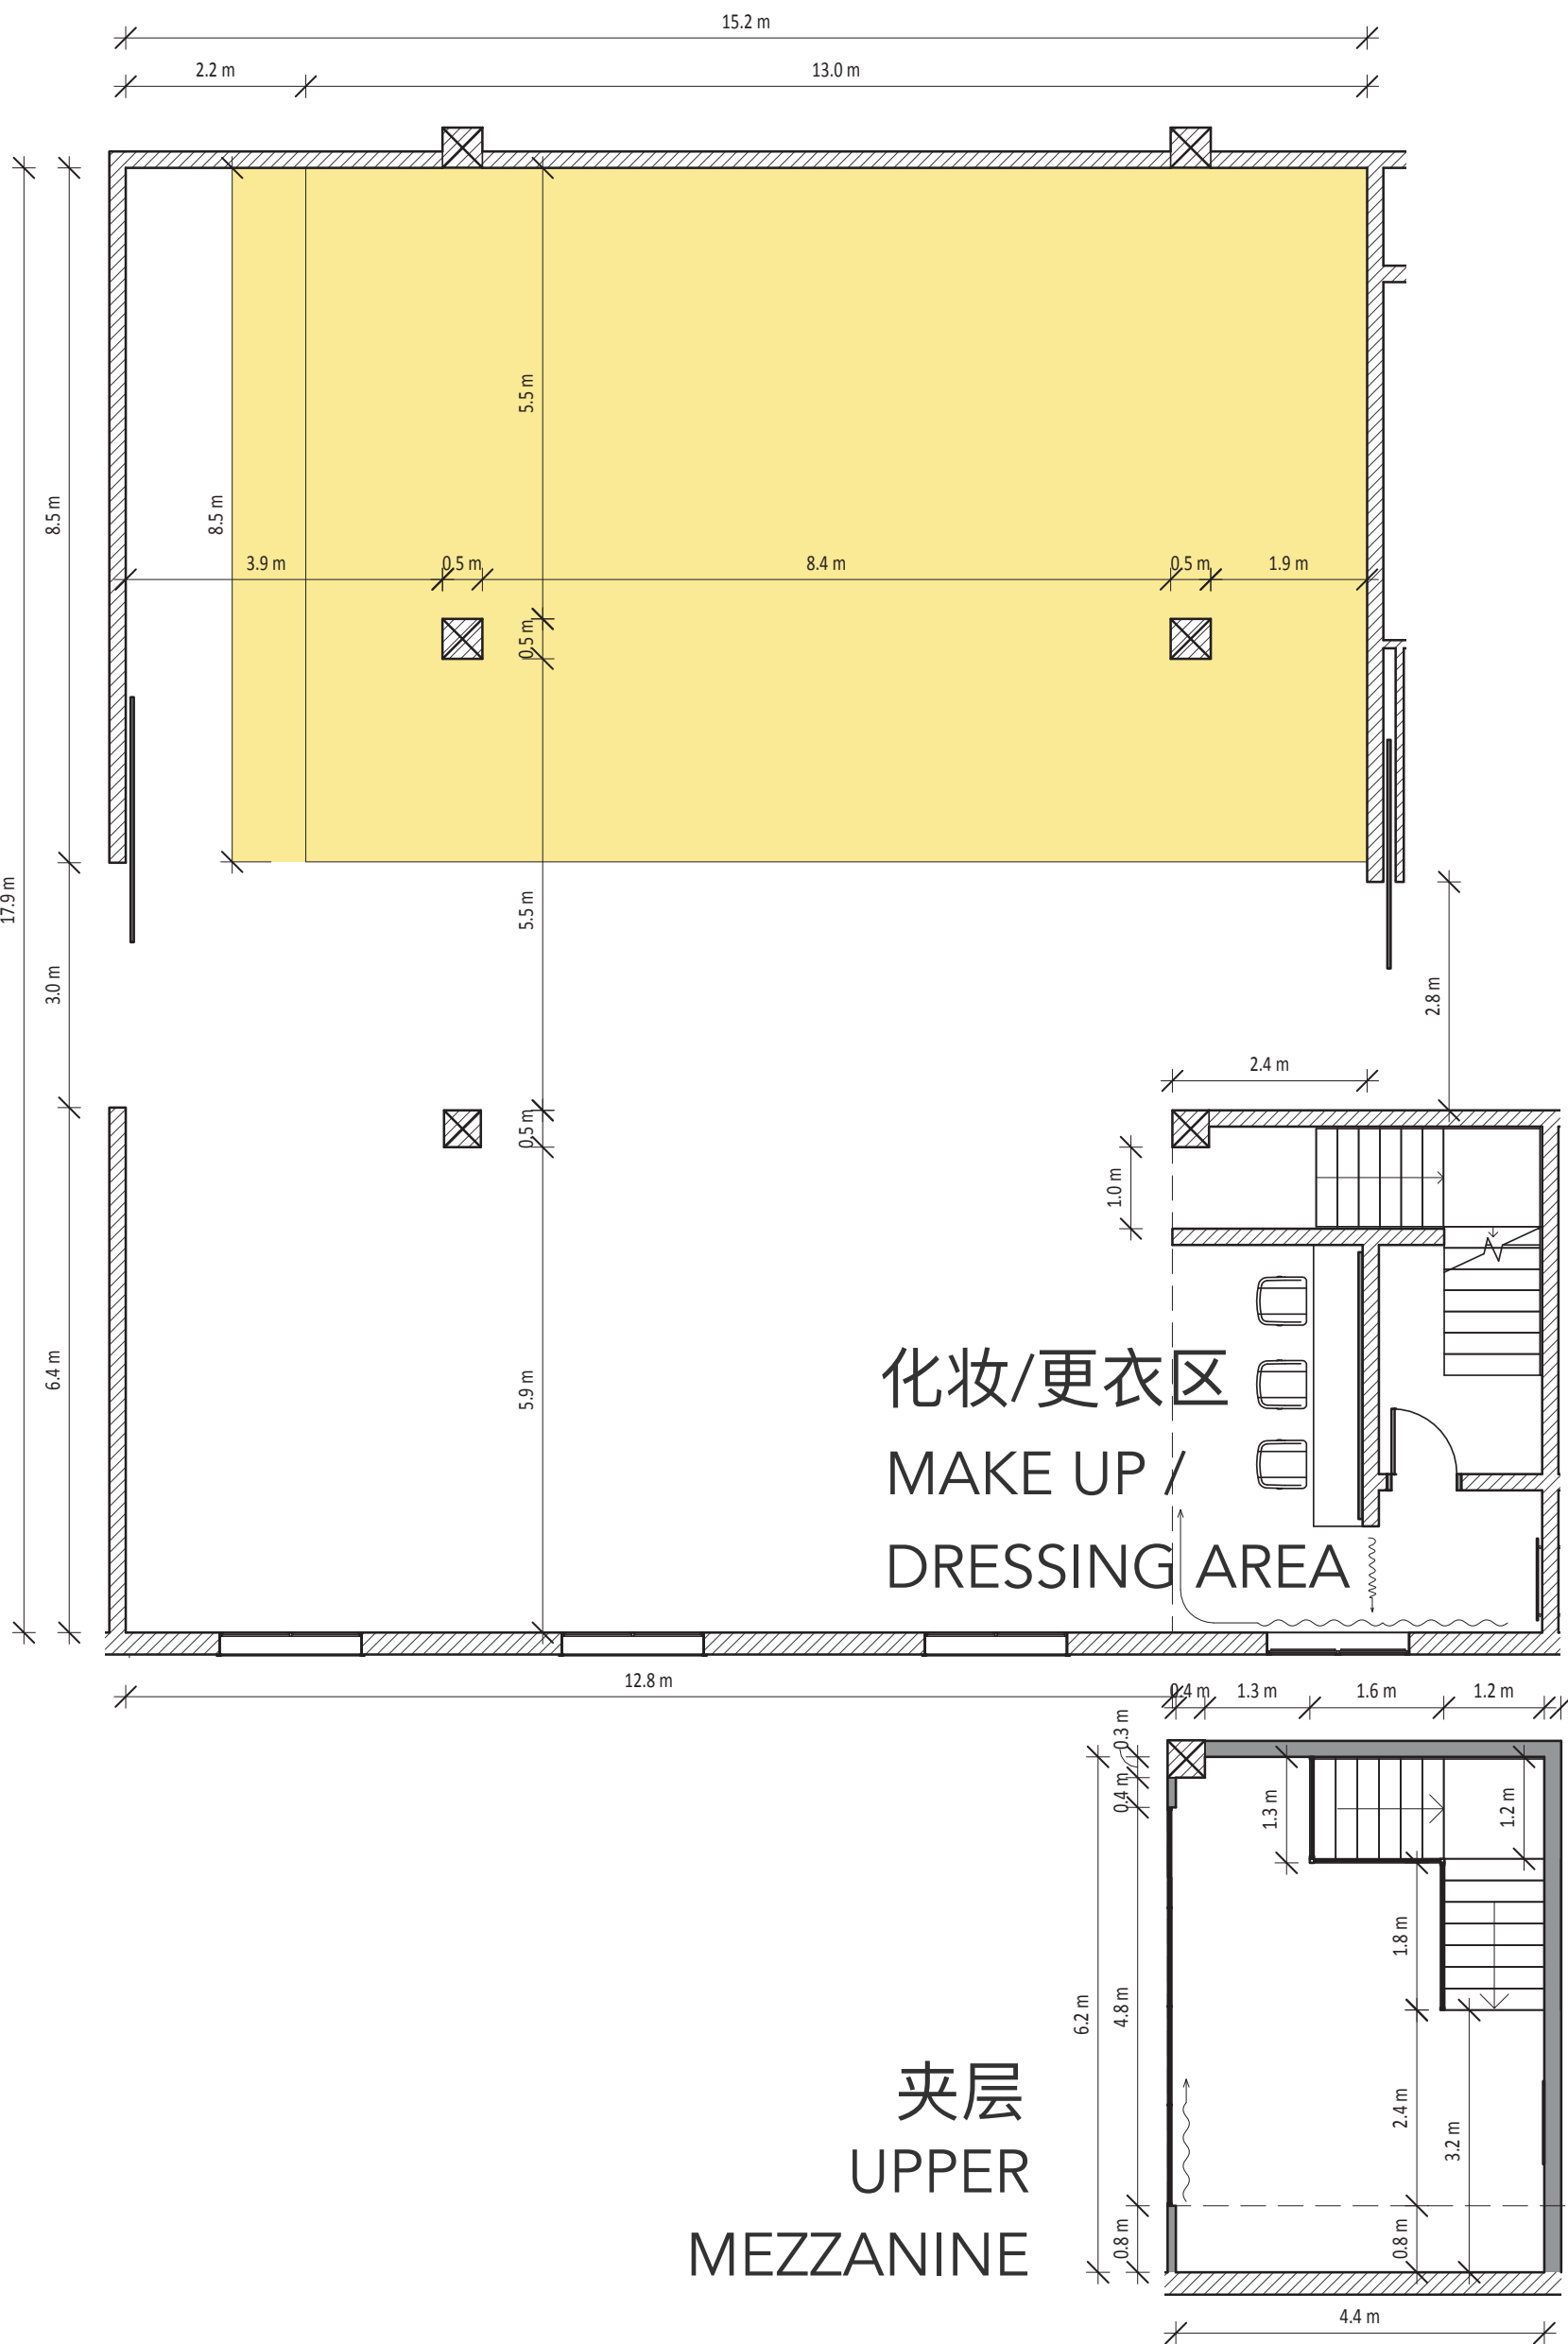 15.2 m
2.2 m
13.0 m
17.9 m
8.5 m
8.5 m
5.5 m
3.9 m
0.5 m
8.4 m
0.5 m
1.9 m
0.5 m
3.0 m
5.5 m
2.8 m
2.4 m
0.5 m
1.0 m
6.4 m
5.9 m
化妆/更衣区
MAKE UP /
DRESSING AREA
12.8 m
0.4 m
1.3 m
1.6 m
1.2 m
0.3 m
0.4 m
1.3 m
1.2 m
6.2 m
4.8 m
1.8 m
2.4 m
3.2 m
0.8 m
0.8 m
夹层
UPPER
MEZZANINE
4.4 m